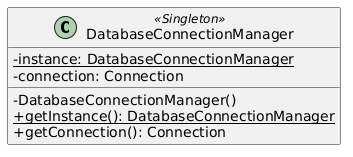 C
«Singleton»
DatabaseConnectionManager
-instance: DatabaseConnectionManager
-connection: Connection
-DatabaseConnectionManager()
+getInstance(): DatabaseConnectionManager
+getConnection(): Connection